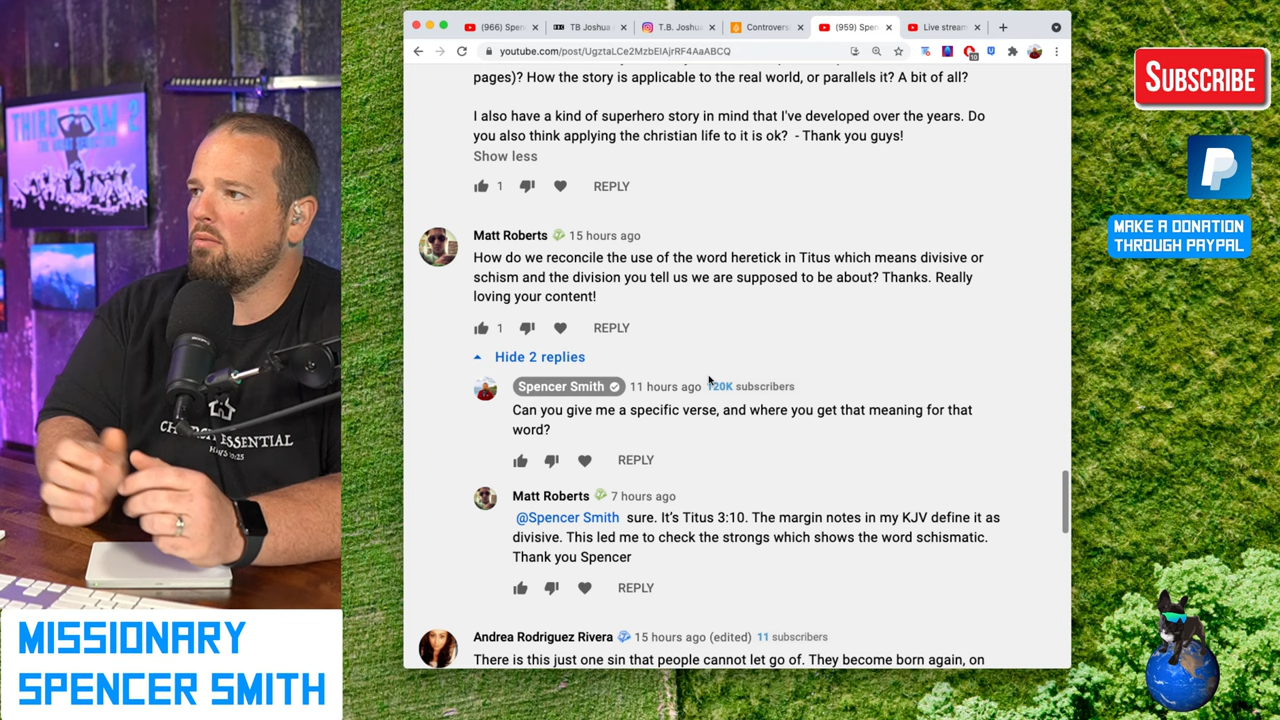 (966) Spen
TB Joshua
T.B. Joshua
Controvers
(959) Spen
Live stream
youtube.com/post/UgztaLCe2MzbEIAjrRF4AaABCQ
10
pages)? How the story is applicable to the real world, or parallels it? A bit of all?
I also have a kind of superhero story in mind that I've developed over the years. Do
you also think applying the christian life to it is ok?  - Thank you guys!
Show less
1
REPLY
Matt Roberts 15 hours ago
How do we reconcile the use of the word heretick in Titus which means divisive or
schism and the division you tell us we are supposed to be about? Thanks. Really
loving your content!
1
REPLY
Hide 2 replies
Spencer Smith 11 hours ago 120K subscribers
Can you give me a specific verse, and where you get that meaning for that
word?
REPLY
Matt Roberts 7 hours ago
@Spencer Smith sure. It’s Titus 3:10. The margin notes in my KJV define it as
divisive. This led me to check the strongs which shows the word schismatic.
Thank you Spencer
REPLY
Andrea Rodriguez Rivera 15 hours ago (edited) 11 subscribers
There is this just one sin that people cannot let go of. They become born again, on
THIRD ADAM 2
ESSENTIAL
MISSIONARY
SPENCER SMITH
SUBSCRIBE
MAKE A DONATION
THROUGH PAYPAL